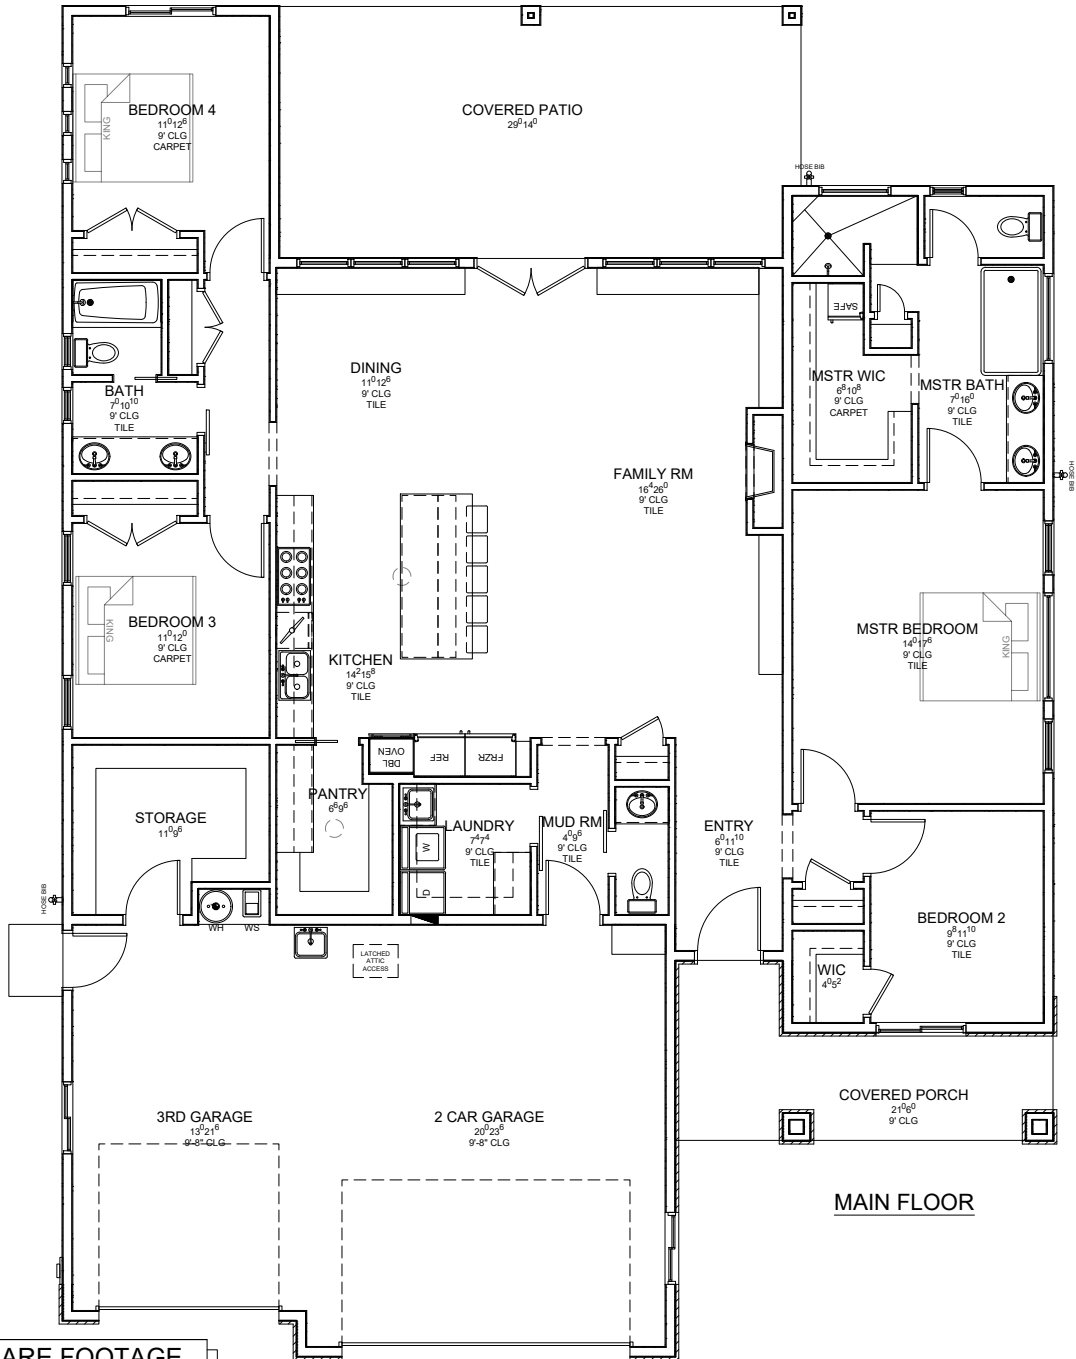 BEDROOM 4
11⁰12⁶
9' CLG
CARPET
KING
COVERED PATIO
29⁰14⁰
HOSE BIB
SAFE
DINING
11⁰12⁶
9' CLG
TILE
BATH
7⁰10¹⁰
9' CLG
TILE
MSTR WIC
6⁸10⁸
9' CLG
CARPET
MSTR BATH
7⁰16⁰
9' CLG
TILE
HOSE BIB
FAMILY RM
16⁴26⁰
9' CLG
TILE
BEDROOM 3
11⁰12⁰
9' CLG
CARPET
KING
KITCHEN
14²15⁸
9' CLG
TILE
MSTR BEDROOM
14⁰17⁶
9' CLG
TILE
KING
DBL
OVEN
REF
FRZR
STORAGE
11⁰9⁶
PANTRY
6⁶9⁶
LAUNDRY
7⁴7⁴
9' CLG
TILE
W
D
MUD RM
4⁰9⁶
9' CLG
TILE
ENTRY
6⁰11¹⁰
9' CLG
TILE
HOSE BIB
WH
WS
LATCHED
ATTIC
ACCESS
BEDROOM 2
9⁸11¹⁰
9' CLG
TILE
WIC
4⁰5²
3RD GARAGE
13⁰21⁶
9'-8" CLG
2 CAR GARAGE
20⁰23⁶
9'-8" CLG
COVERED PORCH
21⁰6⁰
9' CLG
MAIN FLOOR
ARE FOOTAGE